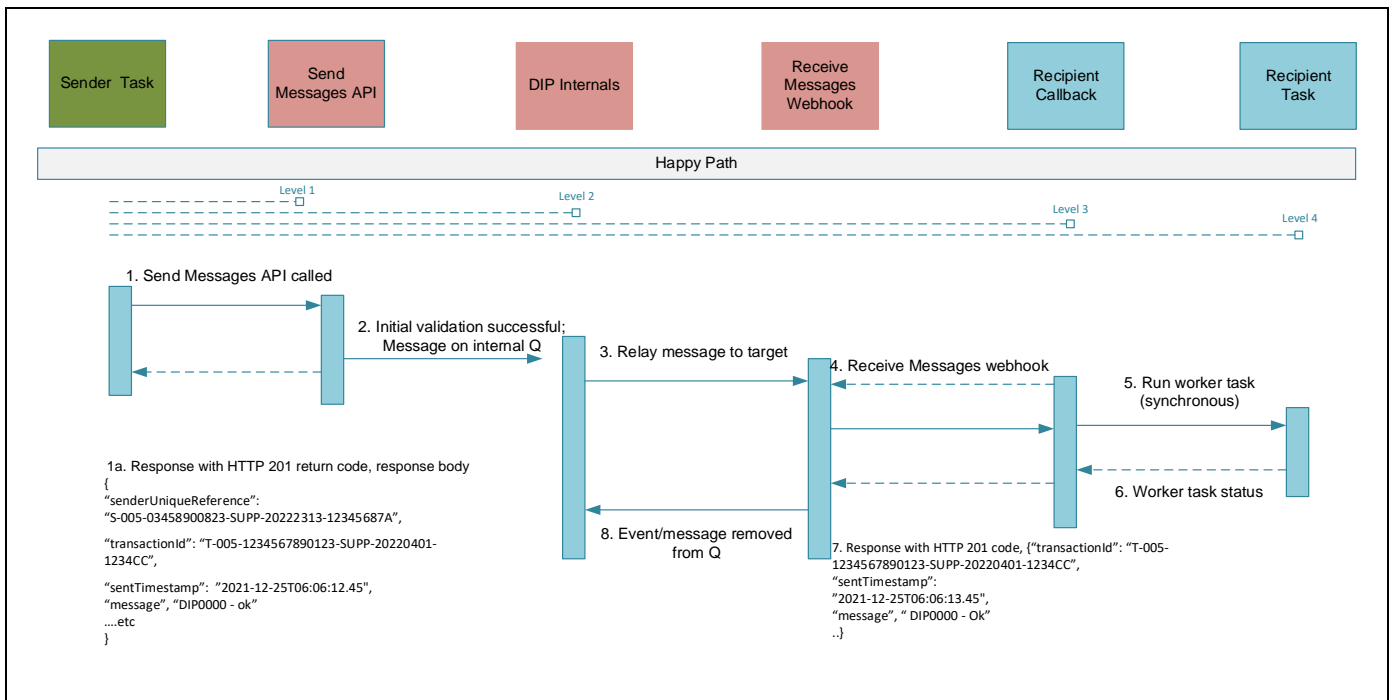 Sender Task
Send
Messages API
DIP Internals
Receive
Messages
Webhook
Recipient
Callback
Recipient
Task
Happy Path
Level 1
Level 2
Level 3
Level 4
1. Send Messages API called
2. Initial validation successful;
Message on internal Q
3. Relay message to target
4. Receive Messages webhook
5. Run worker task
(synchronous)
1a. Response with HTTP 201 return code, response body
{
“senderUniqueReference”:
“S-005-03458900823-SUPP-20222313-12345687A”,
“transactionId”: “T-005-1234567890123-SUPP-20220401-
1234CC”,
“sentTimestamp”: ”2021-12-25T06:06:12.45",
“message”, “DIP0000 - ok”
….etc
}
6. Worker task status
8. Event/message removed
from Q
7. Response with HTTP 201 code, {“transactionId”: “T-005-
1234567890123-SUPP-20220401-1234CC”,
“sentTimestamp”:
”2021-12-25T06:06:13.45",
“message”, “ DIP0000 - Ok”
..}